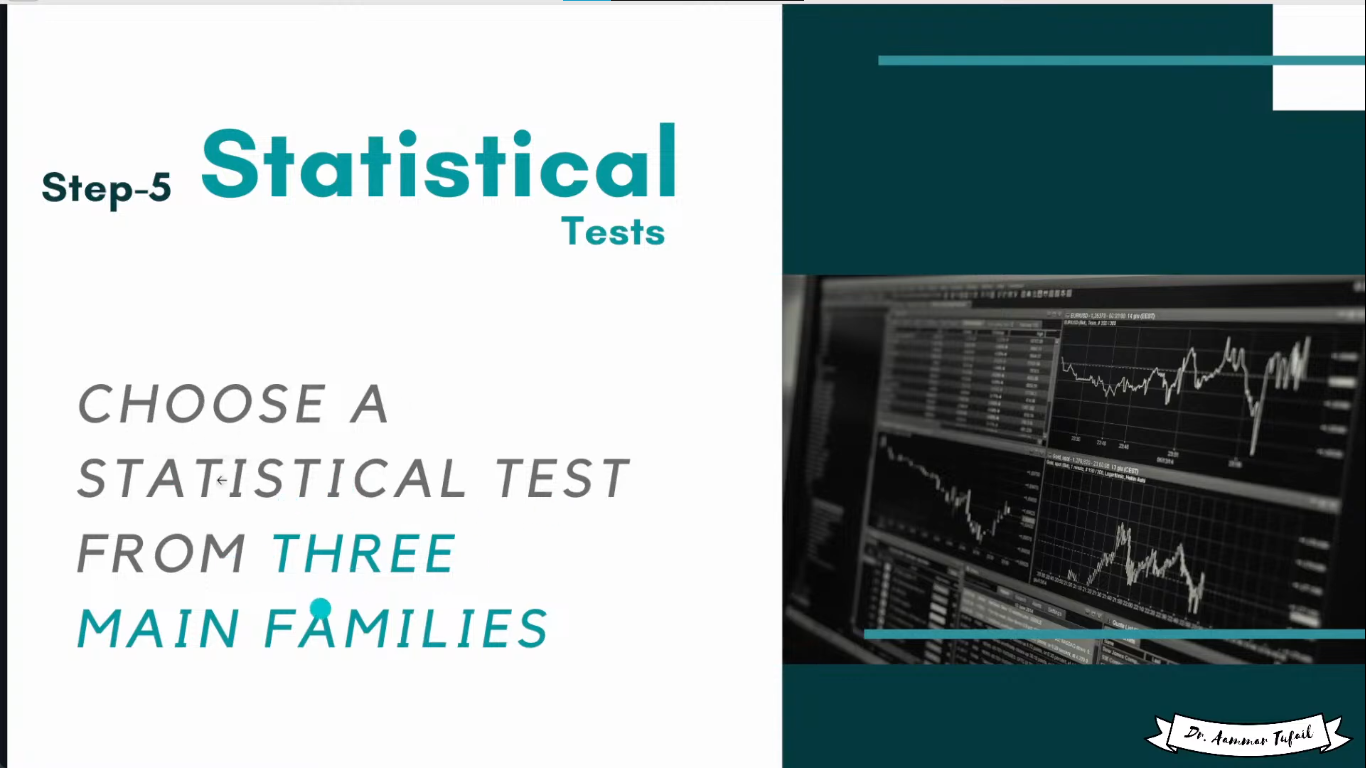 Step-5 Statistical
Tests
CHOOSE A
STATISTICAL TEST
FROM THREE
MAIN FAMILIES
Dr. Aammar Tufail